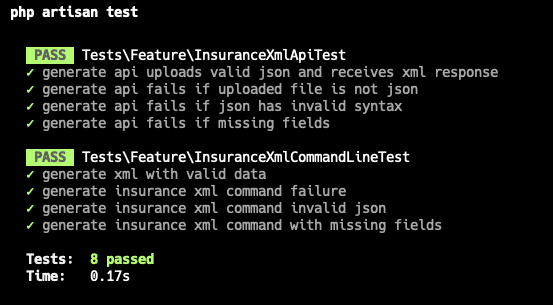 php artisan test
PASS Tests\Feature\InsuranceXmlApiTest
✓ generate api uploads valid json and receives xml response
✓ generate api fails if uploaded file is not json
✓ generate api fails if json has invalid syntax
✓ generate api fails if missing fields
PASS Tests\Feature\InsuranceXmlCommandLineTest
✓ generate xml with valid data
✓ generate insurance xml command failure
✓ generate insurance xml command invalid json
✓ generate insurance xml command with missing fields
Tests: 8 passed
Time: 0.17s